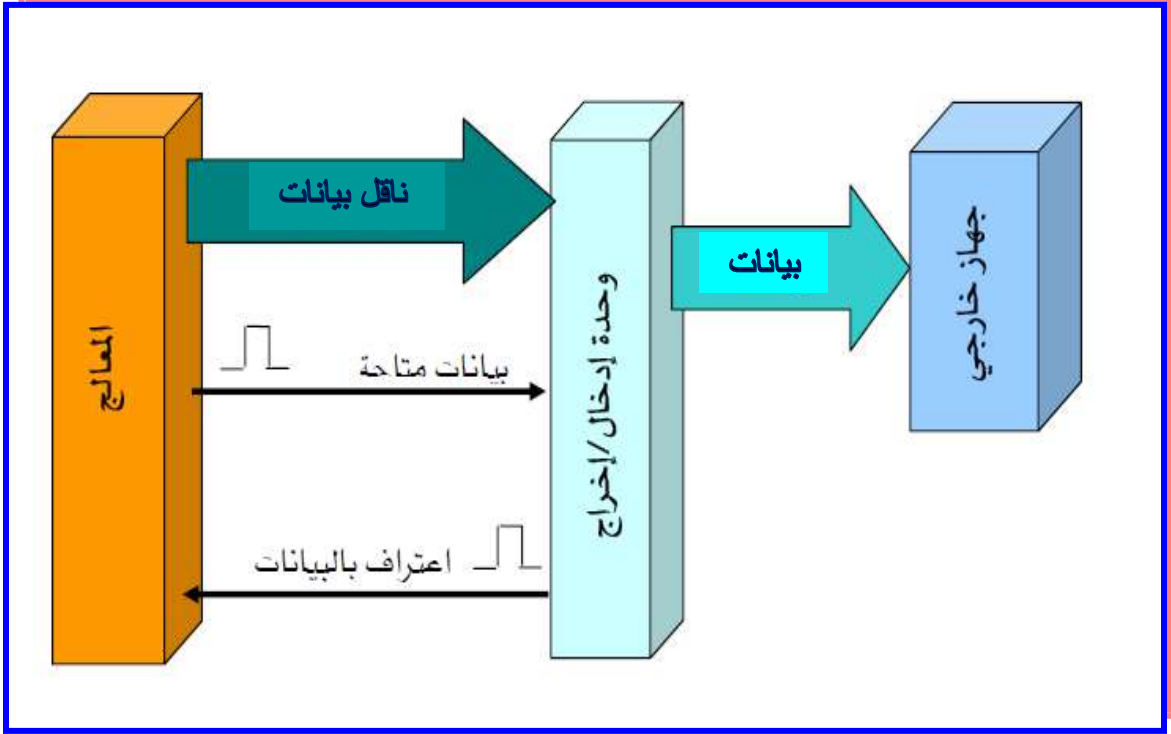 ناقل بيانات
بيانات
المعالج
بيانات متاحة
وحدة إدخال/إخراج
جهاز خارجي
اعتراف بالبيانات